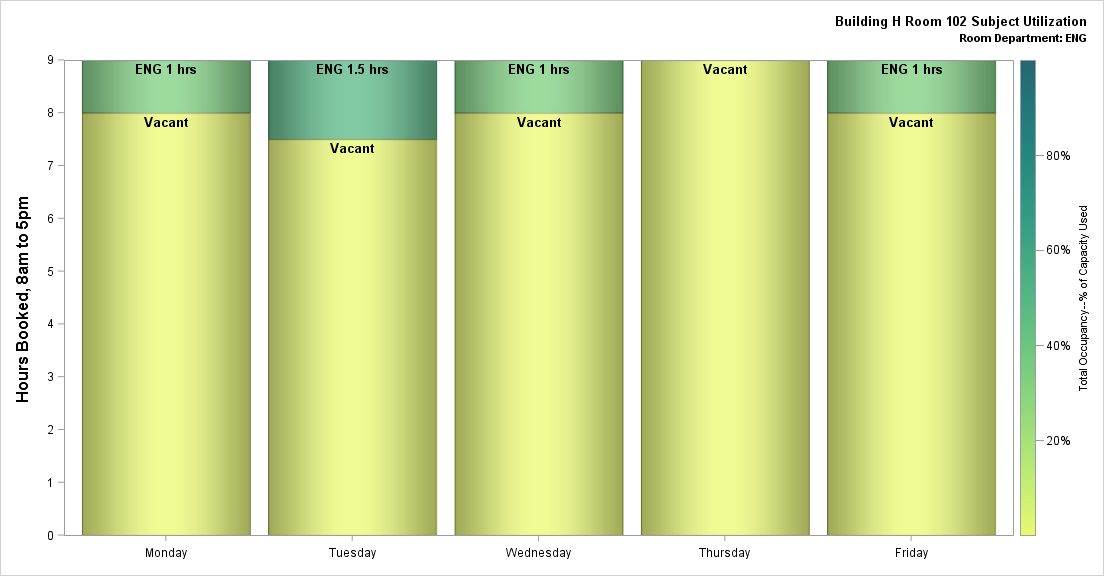 Building H Room 102 Subject Utilization
Room Department: ENG
Hours Booked, 8am to 5pm
9
8
7
6
5
4
3
2
1
0
ENG 1 hrs
Vacant
ENG 1.5 hrs
Vacant
ENG 1 hrs
Vacant
Vacant
ENG 1 hrs
Vacant
Monday
Tuesday
Wednesday
Thursday
Friday
80%
60%
40%
20%
Total Occupancy--% of Capacity Used